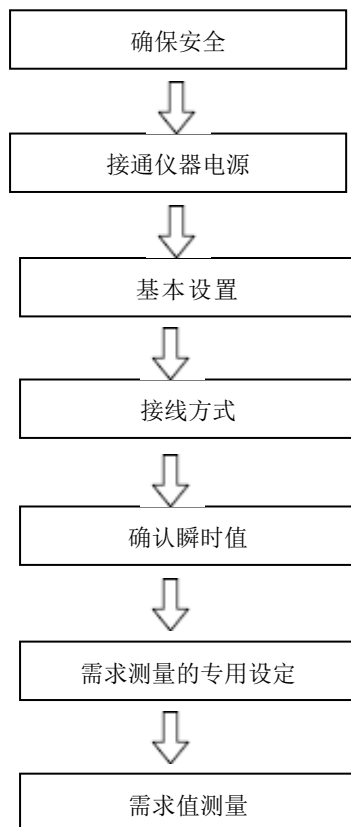 确保安全
接通仪器电源
基本设置
接线方式
确认瞬时值
需求测量的专用设定
需求值测量